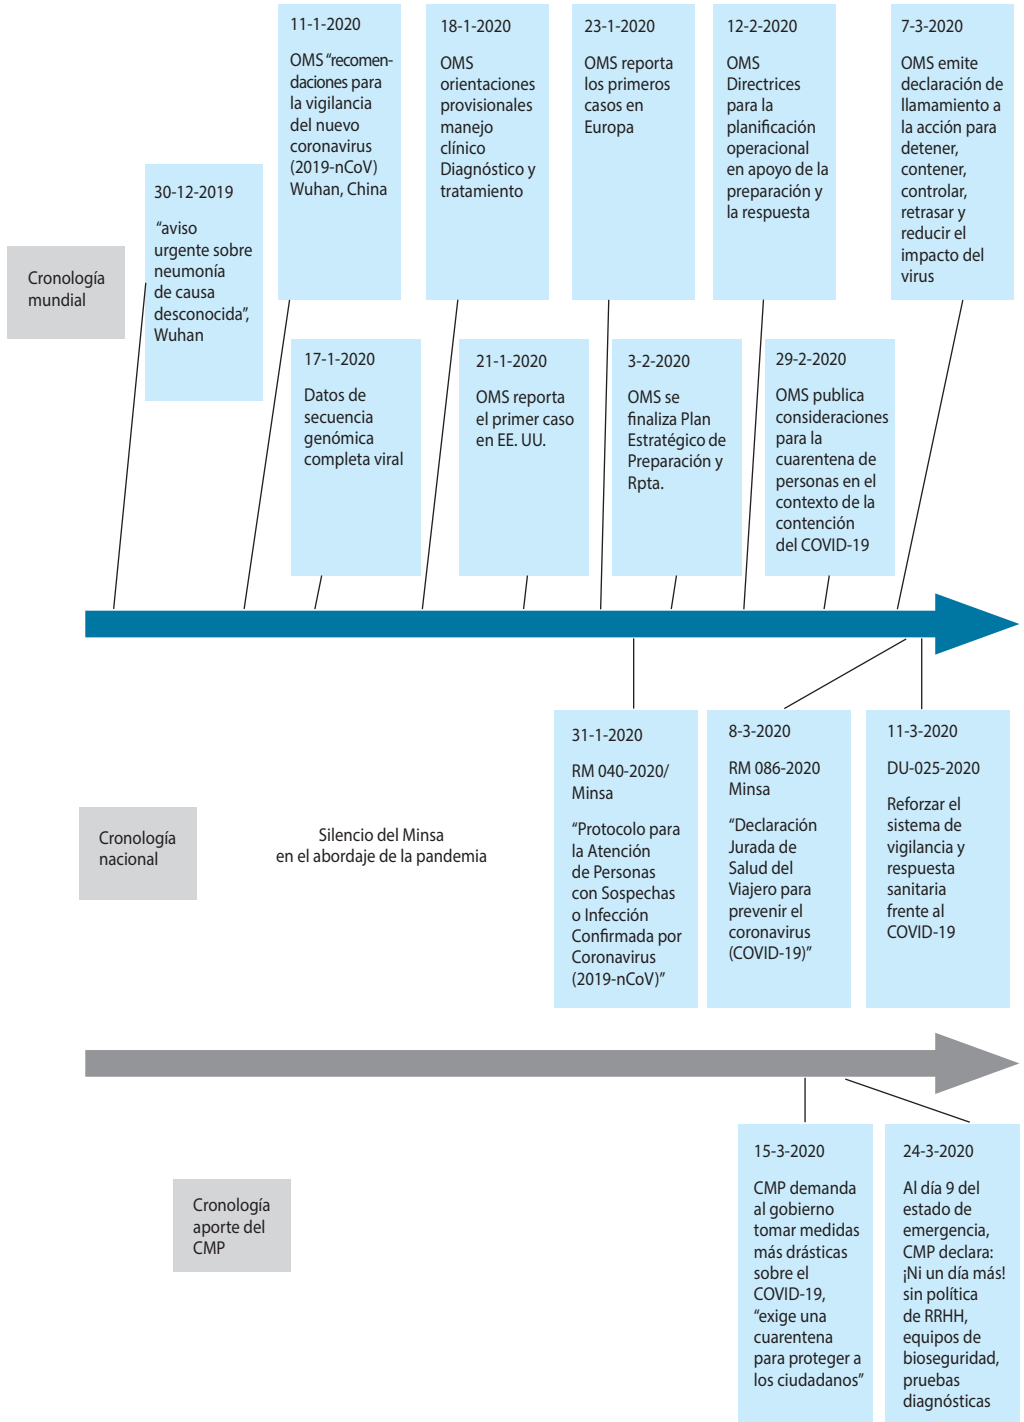 Cronología
mundial
30-12-2019
“aviso
urgente sobre
neumonía
de causa
desconocida”,
Wuhan
11-1-2020
OMS “recomen-
daciones para
la vigilancia
del nuevo
coronavirus
(2019-nCoV)
Wuhan, China
17-1-2020
Datos de
secuencia
genómica
completa viral
18-1-2020
OMS
orientaciones
provisionales
manejo
clínico
Diagnóstico y
tratamiento
21-1-2020
OMS reporta
el primer caso
en EE. UU.
23-1-2020
OMS reporta
los primeros
casos en
Europa
3-2-2020
OMS se
finaliza Plan
Estratégico de
Preparación y
Rpta.
12-2-2020
OMS
Directrices
para la
planificación
operacional
en apoyo de la
preparación y
la respuesta
29-2-2020
OMS publica
consideraciones
para la
cuarentena de
personas en el
contexto de la
contención
del COVID-19
7-3-2020
OMS emite
declaración de
llamamiento a
la acción para
detener,
contener,
controlar,
retrasar y
reducir el
impacto del
virus
Cronología
nacional
Silencio del Minsa
en el abordaje de la pandemia
31-1-2020
RM 040-2020/
Minsa
“Protocolo para
la Atención
de Personas
con Sospechas
o Infección
Confirmada por
Coronavirus
(2019-nCoV)”
8-3-2020
RM 086-2020
Minsa
“Declaración
Jurada de
Salud del
Viajero para
prevenir el
coronavirus
(COVID-19)”
11-3-2020
DU-025-2020
Reforzar el
sistema de
vigilancia y
respuesta
sanitaria
frente al
COVID-19
Cronología
aporte del
CMP
15-3-2020
CMP demanda
al gobierno
tomar medidas
más drásticas
sobre el
COVID-19,
“exige una
cuarentena
para proteger a
los ciudadanos”
24-3-2020
Al día 9 del
estado de
emergencia,
CMP declara:
¡Ni un día más!
sin política
de RRHH,
equipos de
bioseguridad,
pruebas
diagnósticas